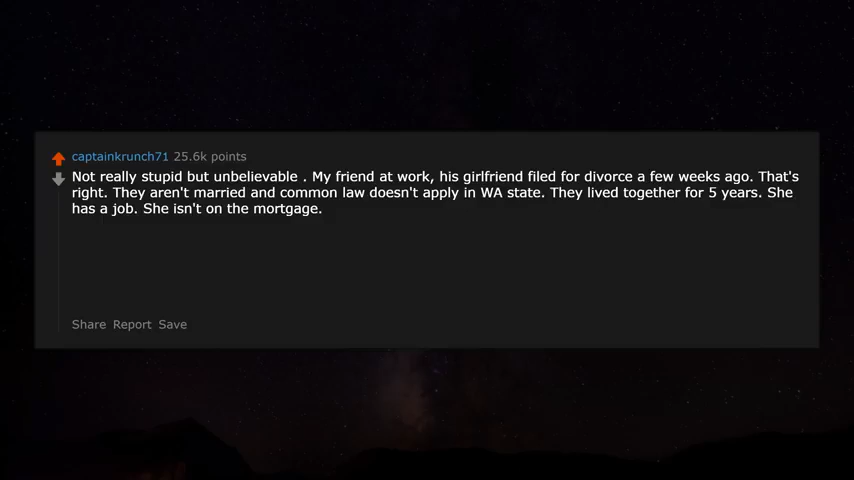 captainkrunch71 25.6k points
Not really stupid but unbelievable . My friend at work, his girlfriend filed for divorce a few weeks ago. That's
right. They aren't married and common law doesn't apply in WA state. They lived together for 5 years. She
has a job. She isn't on the mortgage.
Share Report Save